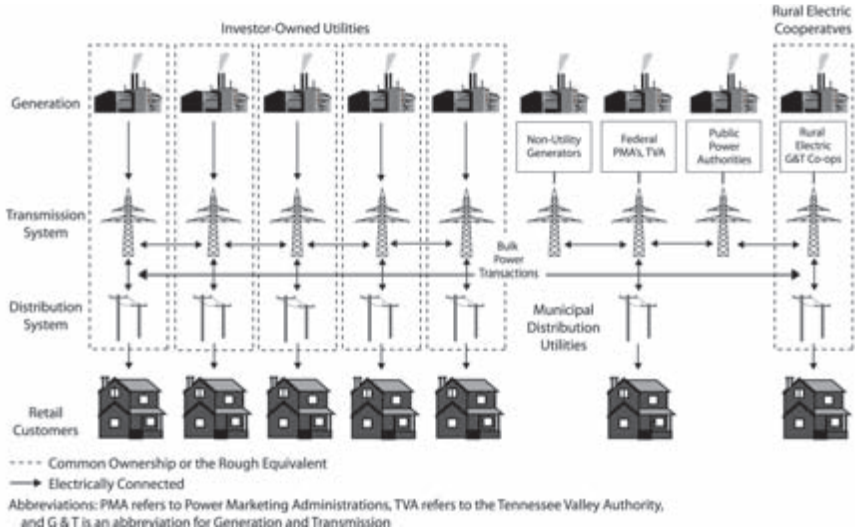 Investor-Owned Utilities
Rural Electric
Cooperatves
Generation
Non-Utility
Generators
Federal
PMA's, TVA
Public
Power
Authorities
Rural
Electric
G&T Co-ops
Transmission
System
Bulk
Power
Transactions
Distribution
System
Municipal
Distribution
Utilities
Retail
Customers
Common Ownership or the Rough Equivalent
Electrically Connected
Abbreviations: PMA refers to Power Marketing Administrations, TVA refers to the Tennessee Valley Authority,
and G & T is an abbreviation for Generation and Transmission